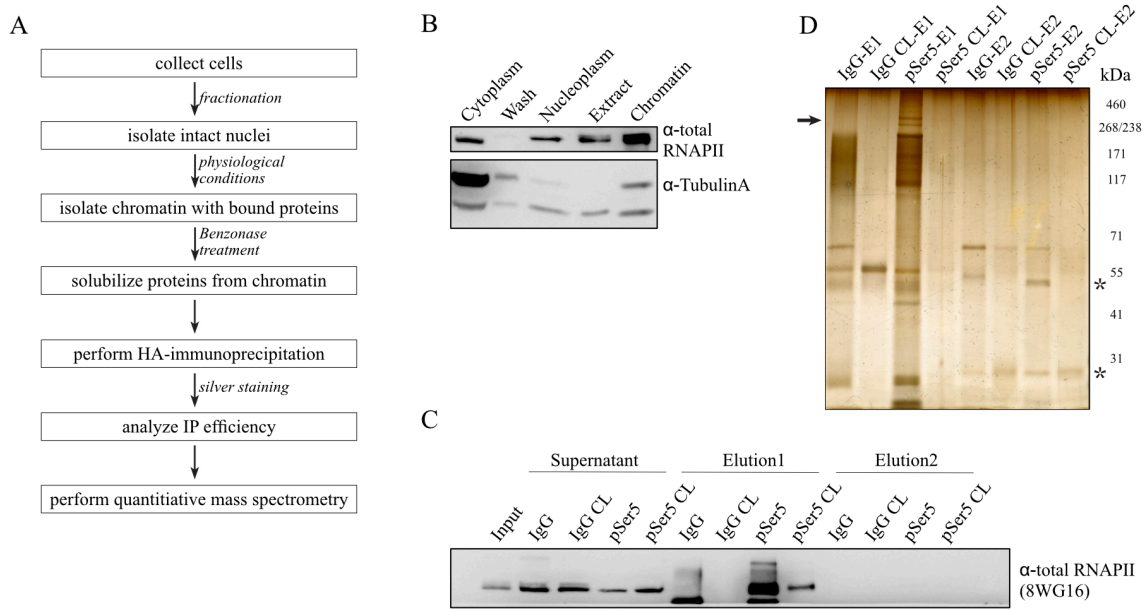 A
collect cells
fractionation
isolate intact nuclei
physiological
conditions
isolate chromatin with bound proteins
Benzonase
treatment
solubilize proteins from chromatin
perform HA-immunoprecipitation
silver staining
analyze IP efficiency
perform quantitiative mass spectrometry
B
Cytoplasm
Wash
Nucleoplasm
Extract
Chromatin
α-total
RNAPII
α-TubulinA
D
IgG-E1
IgG CL-E1
pSer5-E1
pSer5 CL-E1
IgG-E2
IgG CL-E2
pSer5-E2
pSer5 CL-E2
kDa
460
268/238
171
117
71
55
*
41
31
*
C
Supernatant
Elution1
Elution2
Input
IgG
IgG CL
pSer5
pSer5 CL
IgG
IgG CL
pSer5
pSer5 CL
IgG
IgG CL
pSer5
pSer5 CL
α-total RNAPII
(8WG16)